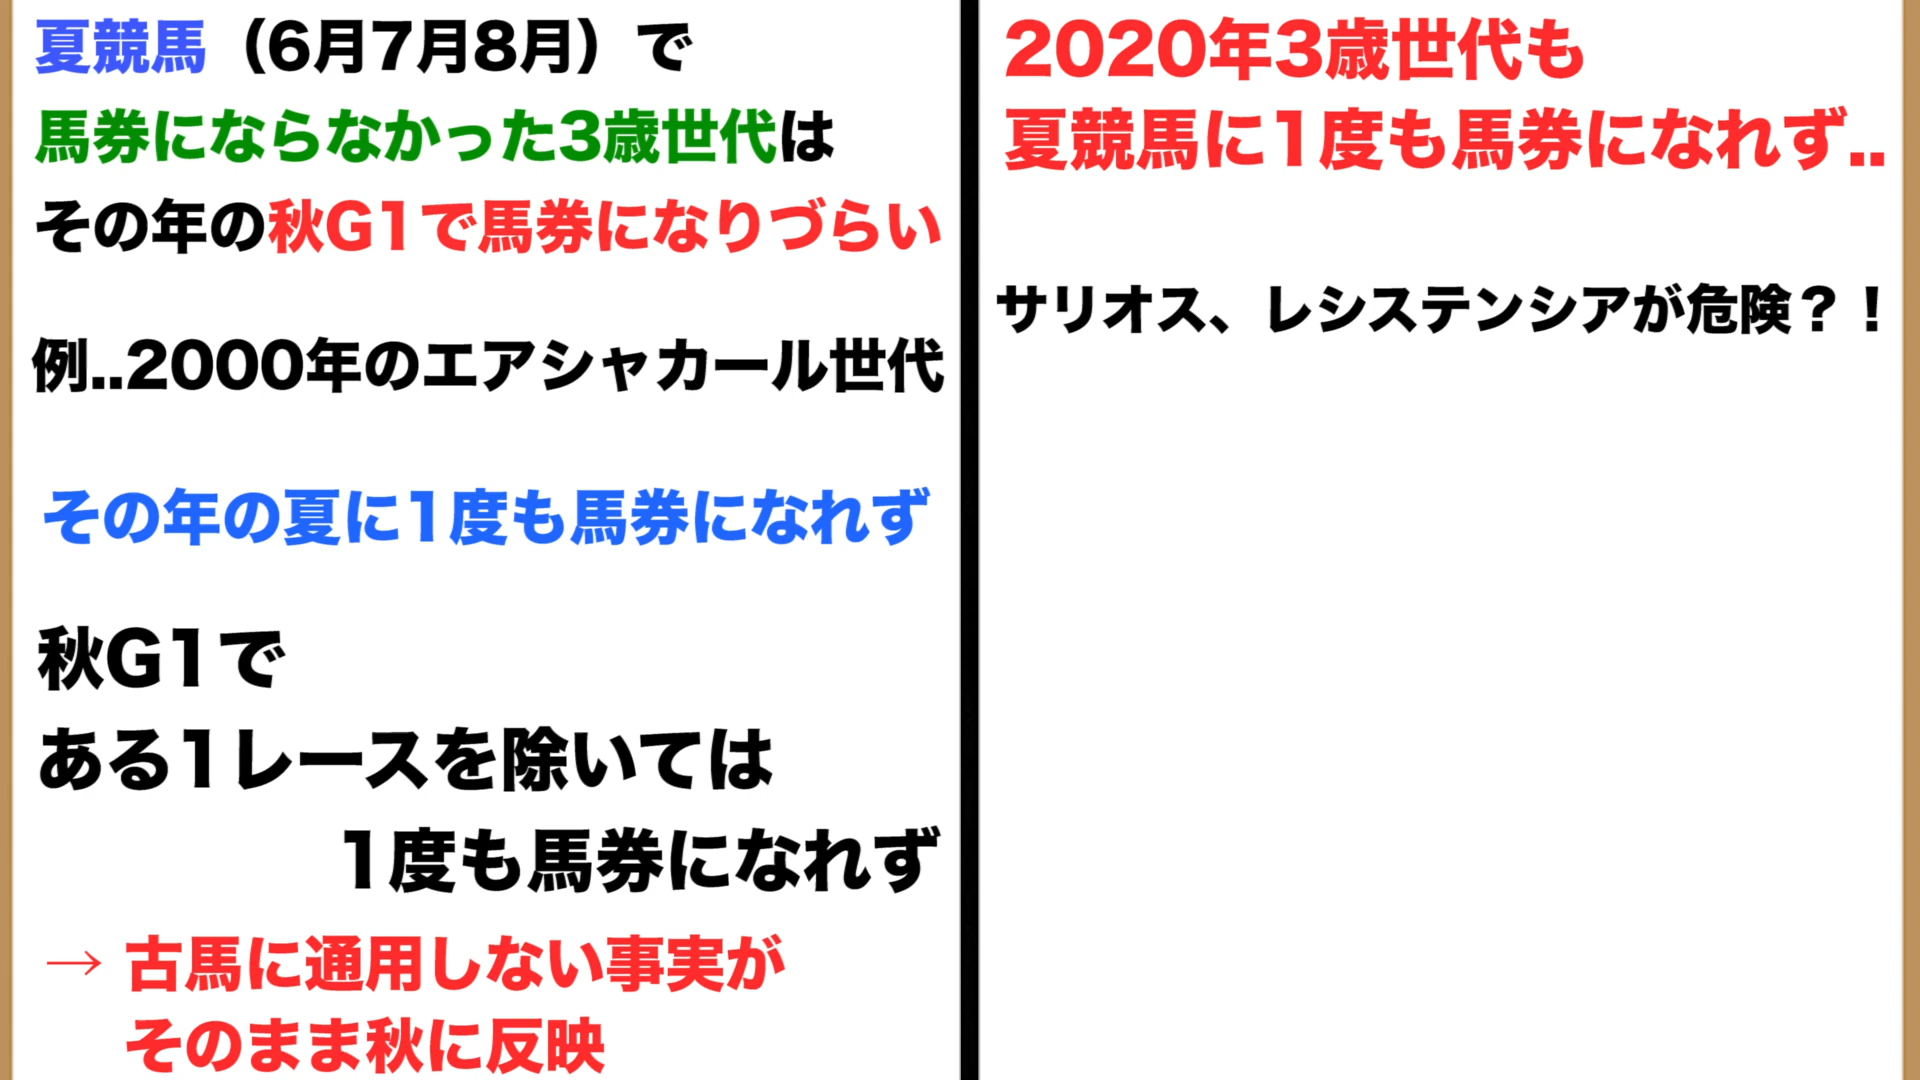 夏競馬（6月7月8月）で
馬券にならなかった3歳世代は
その年の秋G1で馬券になりづらい
例..2000年のエアシャカール世代
その年の夏に1度も馬券になれず
秋G1で
ある1レースを除いては
1度も馬券になれず
→ 古馬に通用しない事実が
そのまま秋に反映
2020年3歳世代も
夏競馬に1度も馬券になれず..
サリオス、レシステンシアが危険？！